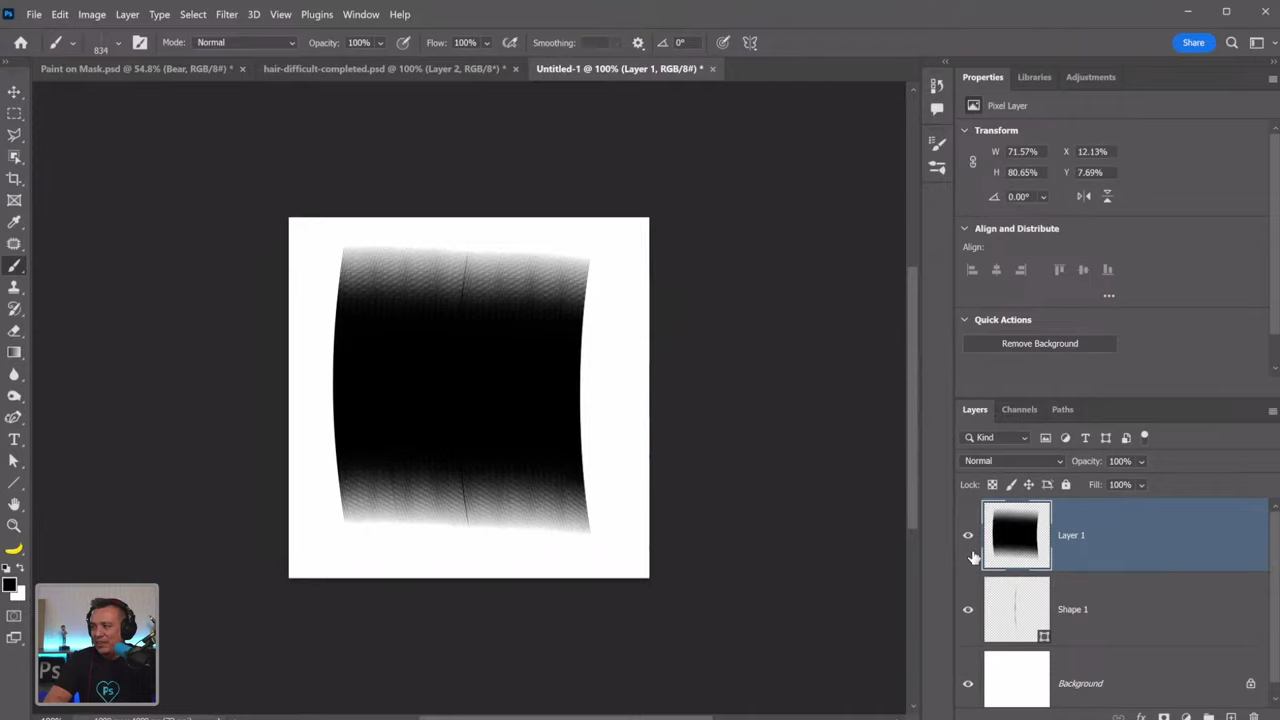 Ps File Edit Image Layer Type Select Filter 3D View Plugins Window Help
834 Mode: Normal Opacity: 100% Flow: 100% Smoothing: 0° Share
Paint on Mask.psd @ 54.8% (Bear, RGB/8#) * × hair-difficult-completed.psd @ 100% (Layer 2, RGB/8*) * × Untitled-1 @ 100% (Layer 1, RGB/8#) * ×
Properties Libraries Adjustments
Pixel Layer
Transform
W 71.57% X 12.13%
H 80.65% Y 7.69%
0.00°
Align and Distribute
Align:
Quick Actions
Remove Background
Layers Channels Paths
Kind
Normal Opacity: 100%
Lock: Fill: 100%
Layer 1
Shape 1
Background
Ps
Ps